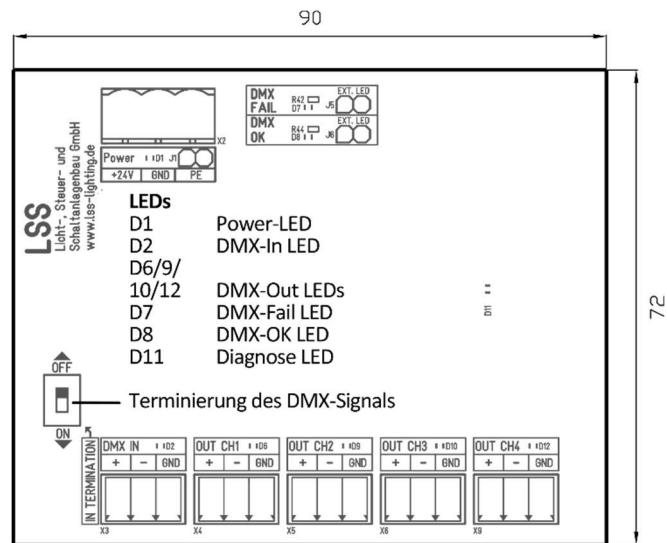 90
72
DMX FAIL R42 D7 J5 EXT. LED
DMX OK R44 D8 J6 EXT. LED
X2
Power D1 J1
+24V GND PE
LSS
Licht-, Steuer- und
Schaltanlagenbau GmbH
www.lss-lighting.de
LEDs
D1 Power-LED
D2 DMX-In LED
D6/9/
10/12 DMX-Out LEDs
D7 DMX-Fail LED
D8 DMX-OK LED
D11 Diagnose LED
D11
OFF
ON
Terminierung des DMX-Signals
IN TERMINATION
DMX IN D2 OUT CH1 D6 OUT CH2 D9 OUT CH3 D10 OUT CH4 D12
+ - GND + - GND + - GND + - GND + - GND
X3 X4 X5 X6 X9